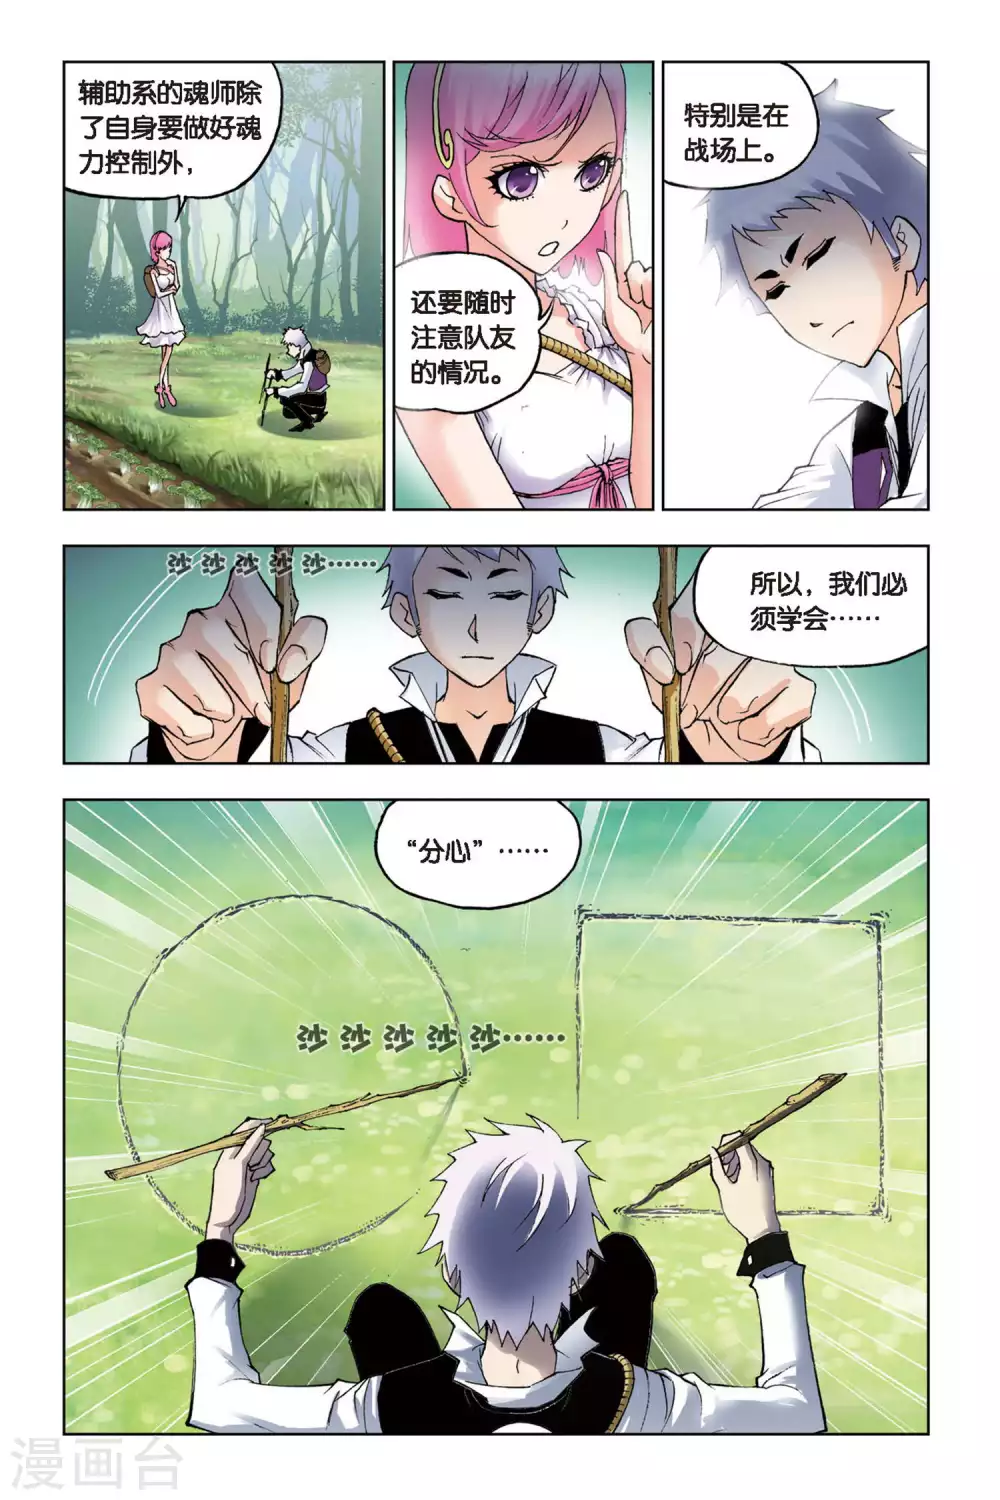 辅助系的魂师除
了自身要做好魂
力控制外，
还要随时
注意队友
的情况。
特别是在
战场上。
沙沙沙沙沙……
所以，我们必
须学会……
“分心”……
沙沙沙沙沙……
漫画台